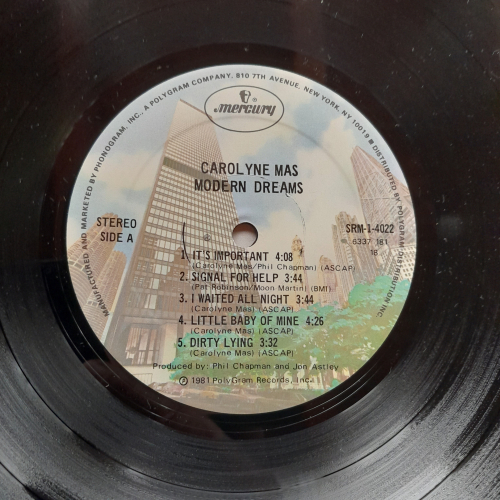 MANUFACTURED AND MARKETED BY PHONOGRAM, INC., A POLYGRAM COMPANY, 810 7TH AVENUE, NEW YORK, N.Y. 10019 ■ DISTRIBUTED BY POLYGRAM DISTRIBUTION INC
mercury
®
CAROLYNE MAS
MODERN DREAMS
STEREO
SIDE A
SRM-1-4022
6337 181
1. IT'S IMPORTANT 4:08
(Carolyne Mas/Phil Chapman) (ASCAP)
2. SIGNAL FOR HELP 3:44
(Pat Robinson/Moon Martin) (BMI)
3. I WAITED ALL NIGHT 3:44
(Carolyne Mas) (ASCAP)
4. LITTLE BABY OF MINE 4:26
(Carolyne Mas) (ASCAP)
5. DIRTY LYING 3:32
(Carolyne Mas) (ASCAP)
Produced by: Phil Chapman and Jon Astley
℗ 1981 PolyGram Records, Inc.